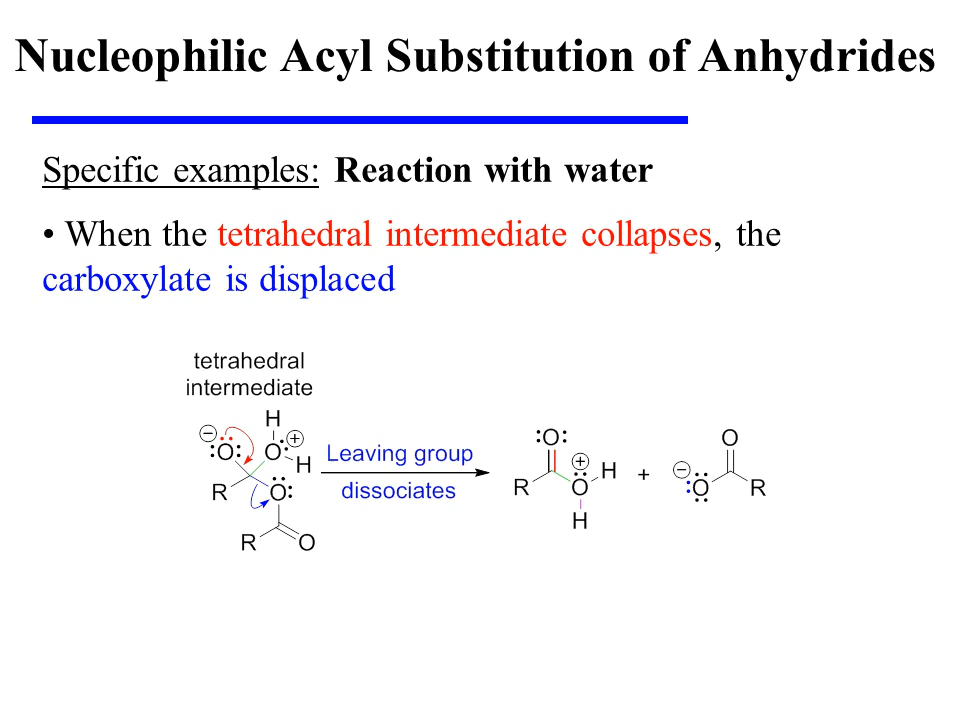 Nucleophilic Acyl Substitution of Anhydrides
Specific examples: Reaction with water
• When the tetrahedral intermediate collapses, the
carboxylate is displaced
tetrahedral
intermediate
H
− O O + H
R O
R O
Leaving group
dissociates
O
R O + H
H
+
O
− O R